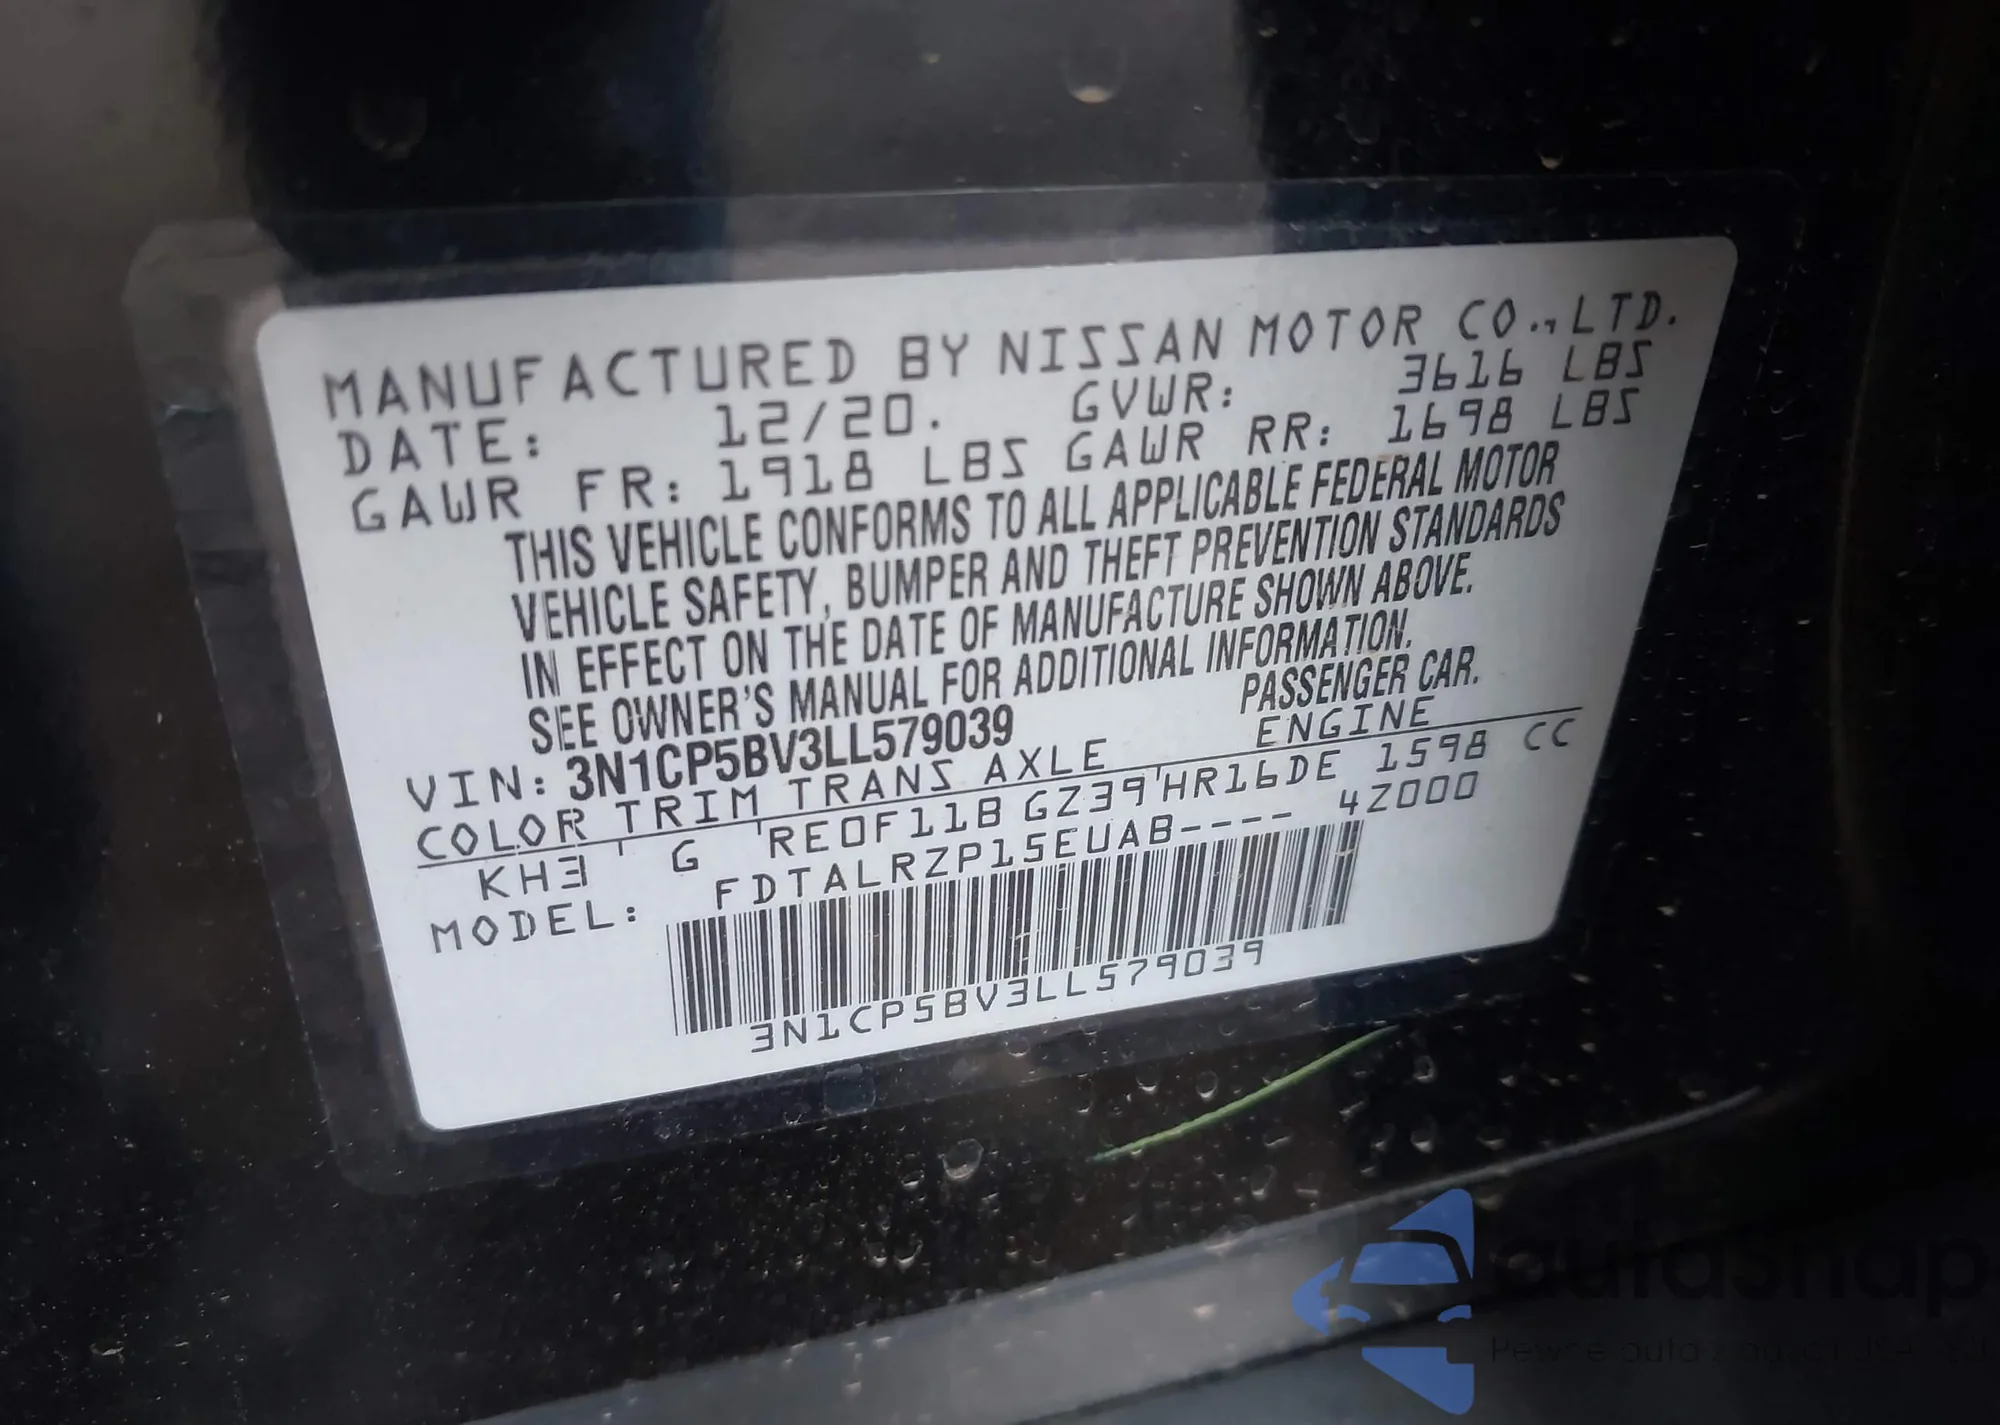 MANUFACTURED BY NISSAN MOTOR CO., LTD.
DATE: 12/20. GVWR: 3616 LBS
GAWR FR: 1918 LBS GAWR RR: 1698 LBS
THIS VEHICLE CONFORMS TO ALL APPLICABLE FEDERAL MOTOR
VEHICLE SAFETY, BUMPER AND THEFT PREVENTION STANDARDS
IN EFFECT ON THE DATE OF MANUFACTURE SHOWN ABOVE.
SEE OWNER'S MANUAL FOR ADDITIONAL INFORMATION.
VIN: 3N1CP5BV3LL579039 PASSENGER CAR.
COLOR TRIM TRANS AXLE ENGINE
KH3 ' G 'RE0F11B GZ39'HR16DE 1598 CC
MODEL: FDTALRZP15EUAB---- 4Z000
3N1CP5BV3LL579039
autasnap
Pewne auto z